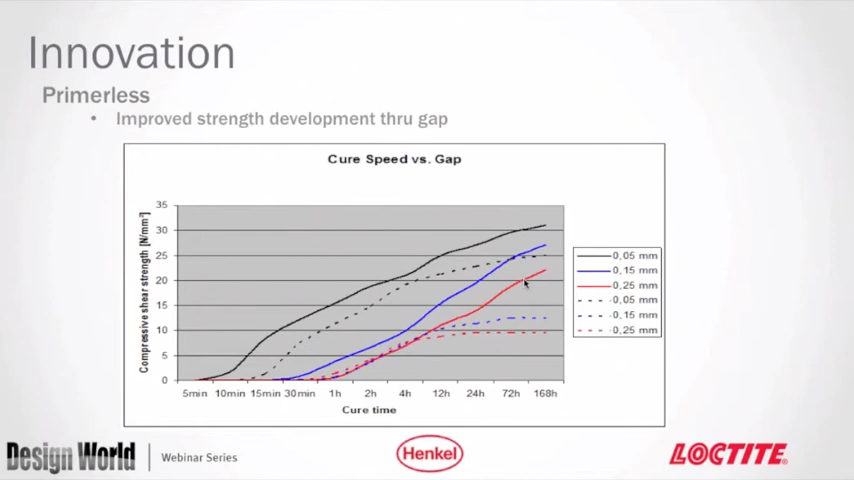 Innovation
Primerless
• Improved strength development thru gap
Cure Speed vs. Gap
Compressive shear strength [N/mm²]
35
30
25
20
15
10
5
0
5min 10min 15min 30min 1h 2h 4h 12h 24h 72h 168h
Cure time
0,05 mm
0,15 mm
0,25 mm
0,05 mm
0,15 mm
0,25 mm
Design World
Webinar Series
Henkel
LOCTITE